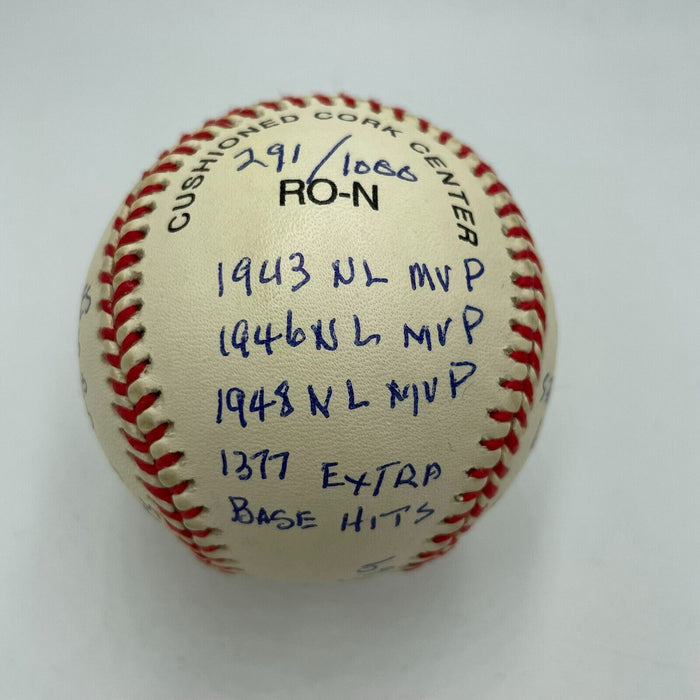 CUSHIONED CORK CENTER
291/1000
RO-N
1943 NL MVP
1946 NL MVP
1948 NL MVP
1377 EXTRA
BASE HITS